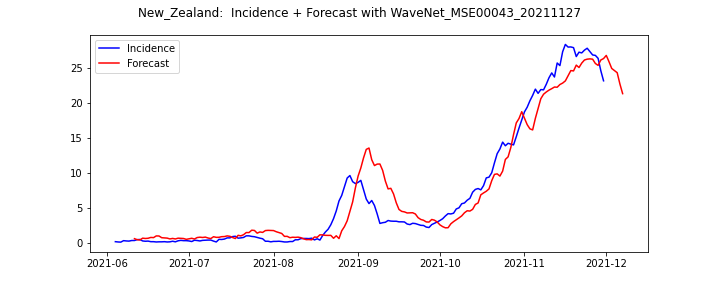 New_Zealand:  Incidence + Forecast with WaveNet_MSE00043_20211127
Incidence
Forecast
25
20
15
10
5
0
2021-06 2021-07 2021-08 2021-09 2021-10 2021-11 2021-12